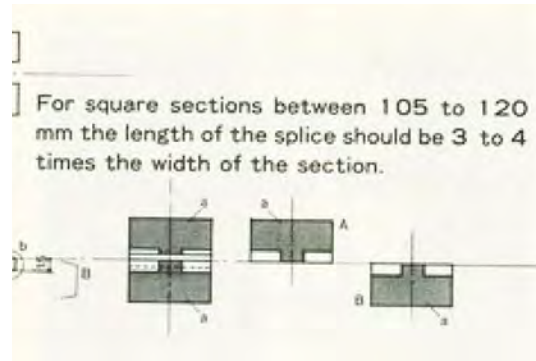 For square sections between 105 to 120
mm the length of the splice should be 3 to 4
times the width of the section.
a
a
A
b
B
a
B
a